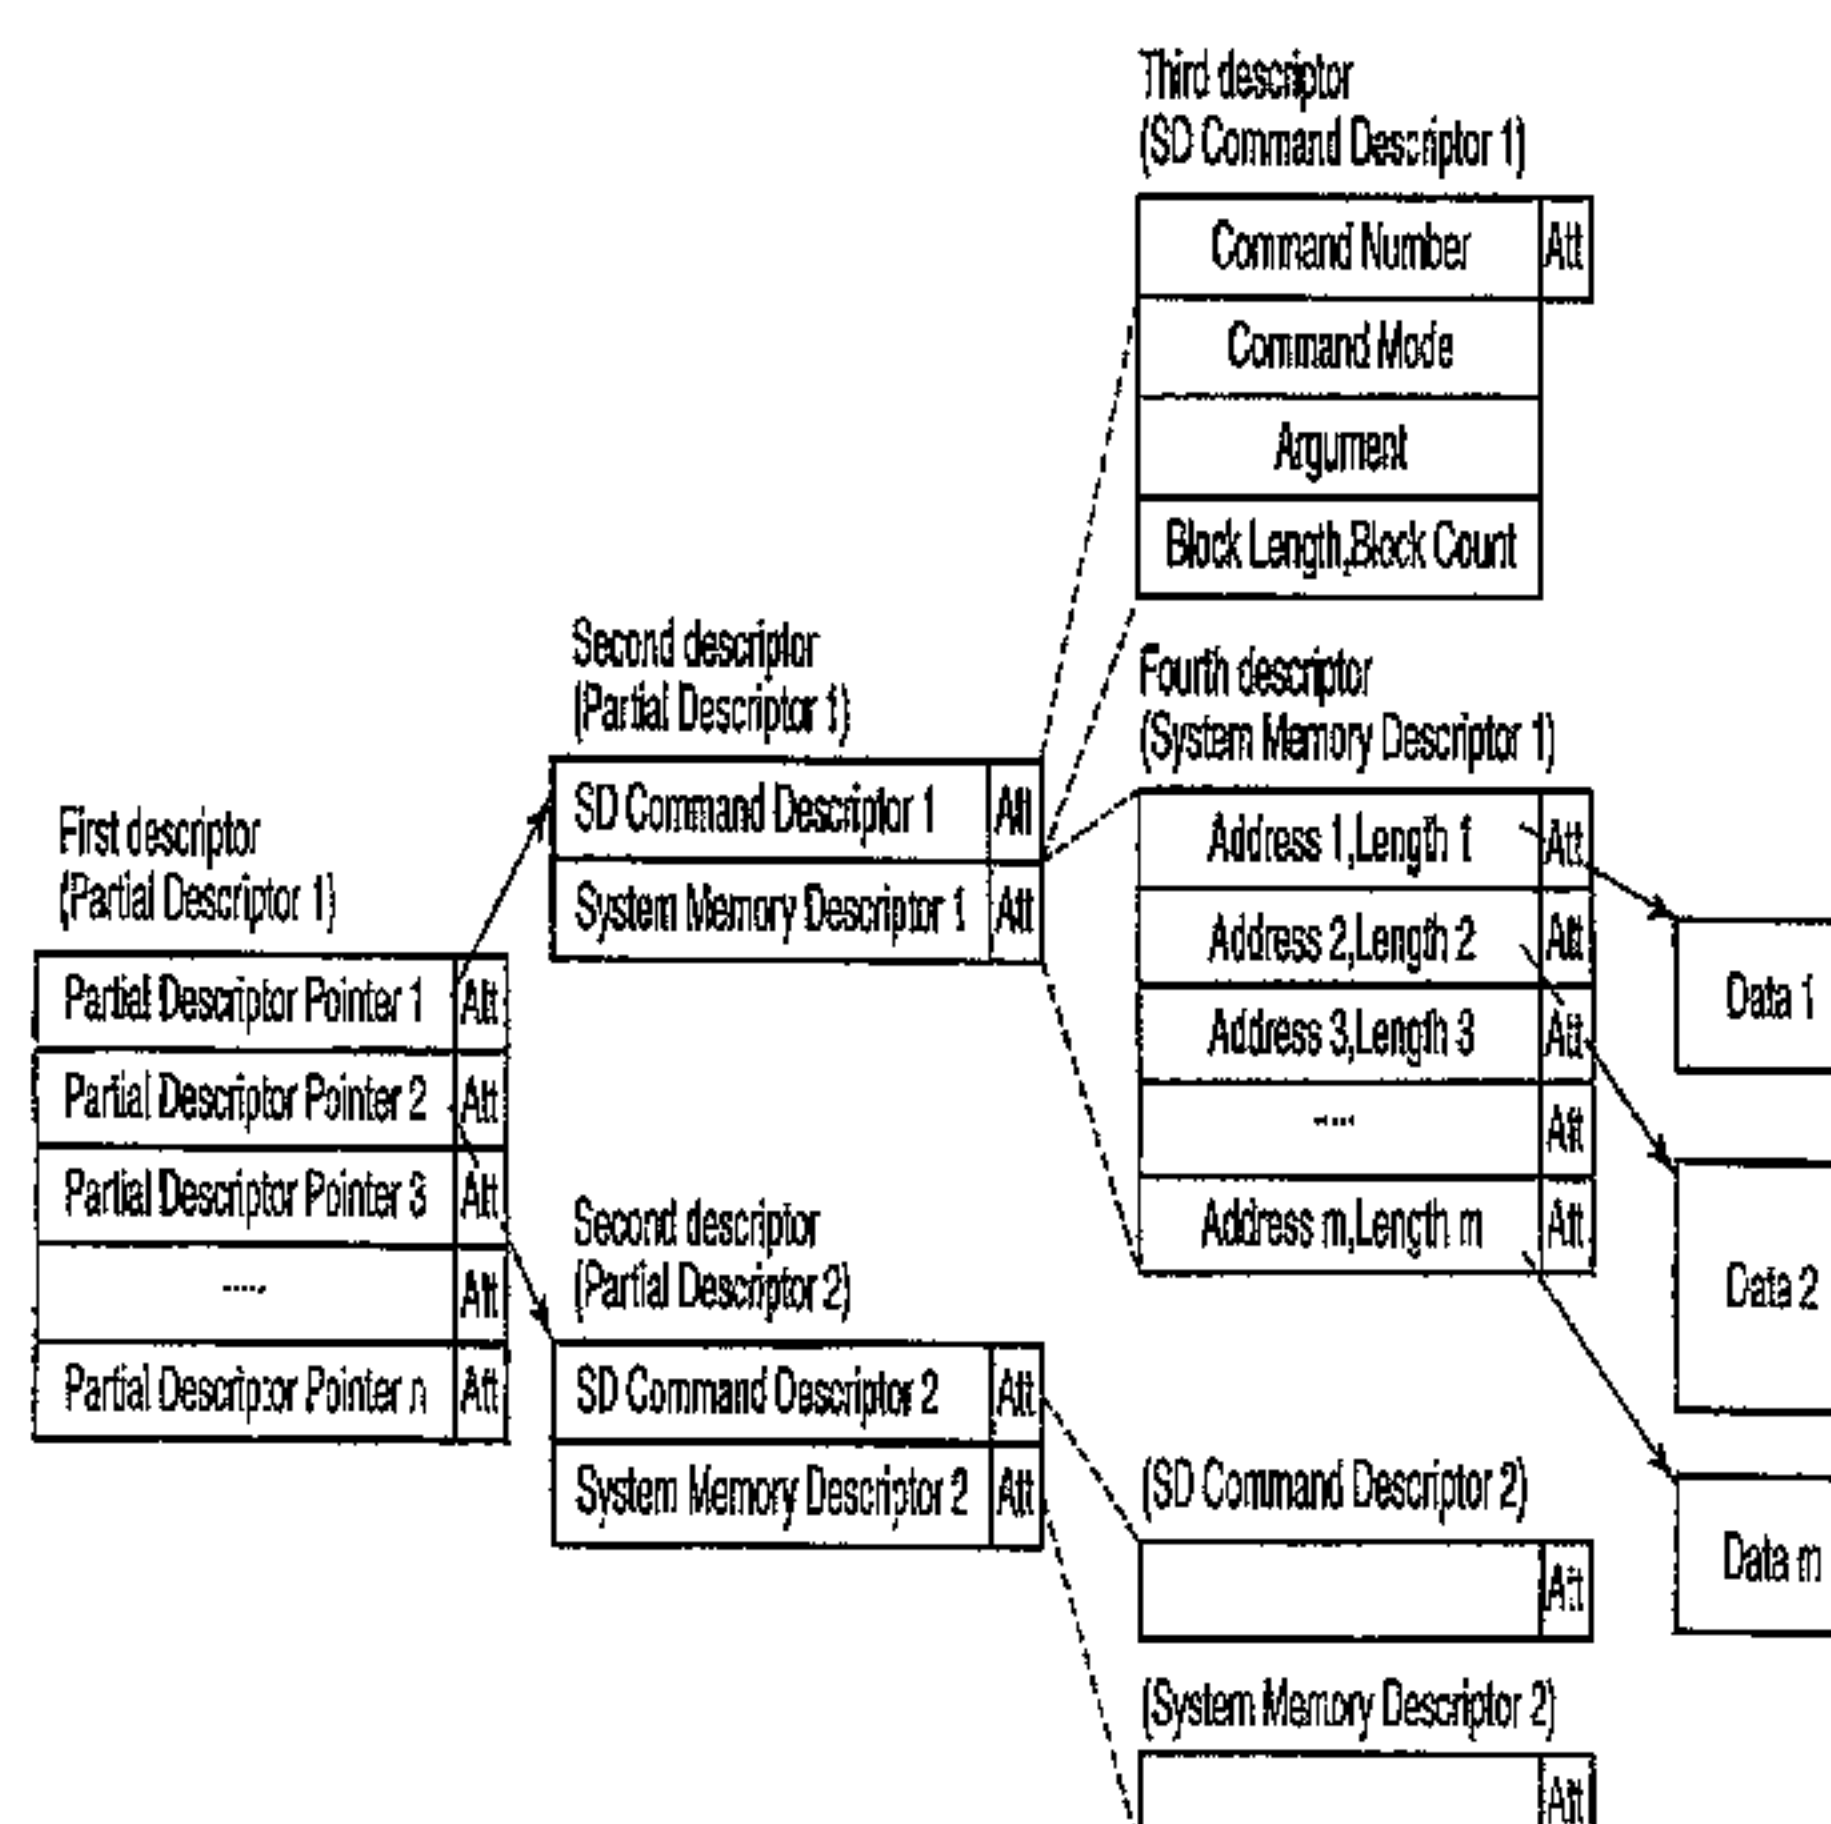 Third descriptor
(SD Command Descriptor 1)
Command Number Att
Command Mode
Argument
Block Length,Block Count
Second descriptor
(Partial Descriptor 1)
SD Command Descriptor 1 Att
System Memory Descriptor 1 Att
Fourth descriptor
(System Memory Descriptor 1)
Address 1,Length 1 Att
Address 2,Length 2 Att
Address 3,Length 3 Att
..... Att
Address m,Length m Att
Data 1
Data 2
Data m
First descriptor
(Partial Descriptor 1)
Partial Descriptor Pointer 1 Att
Partial Descriptor Pointer 2 Att
Partial Descriptor Pointer 3 Att
..... Att
Partial Descriptor Pointer n Att
Second descriptor
(Partial Descriptor 2)
SD Command Descriptor 2 Att
System Memory Descriptor 2 Att
(SD Command Descriptor 2)
Att
(System Memory Descriptor 2)
Att